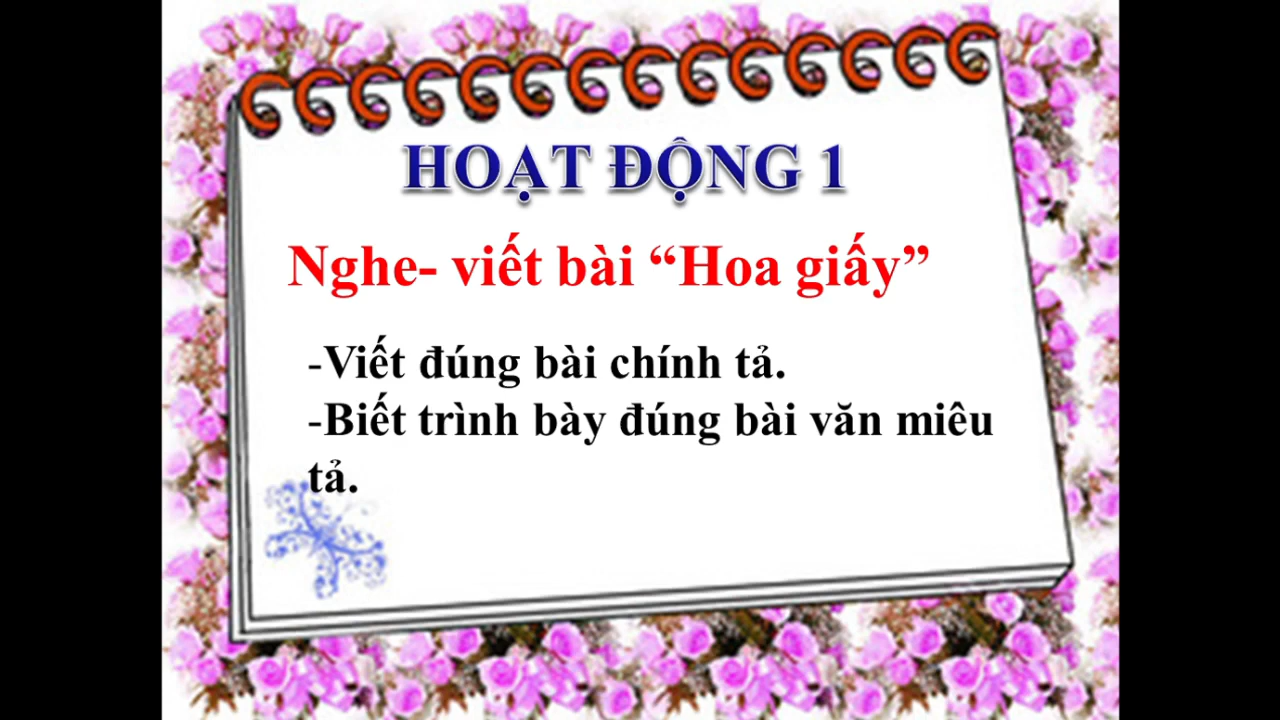 HOẠT ĐỘNG 1
Nghe- viết bài “Hoa giấy”
-Viết đúng bài chính tả.
-Biết trình bày đúng bài văn miêu
tả.